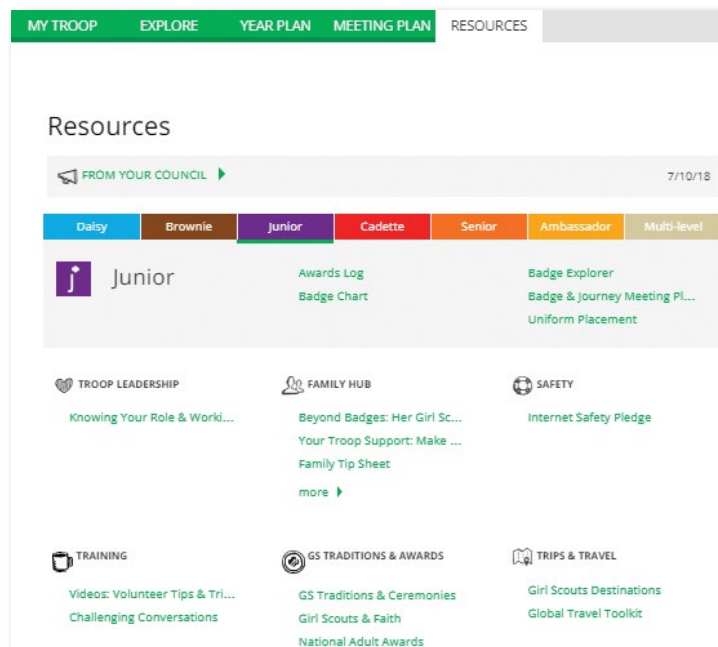 MY TROOP EXPLORE YEAR PLAN MEETING PLAN RESOURCES
Resources
FROM YOUR COUNCIL 7/10/18
Daisy Brownie Junior Cadette Senior Ambassador Multi-level
j Junior
Awards Log
Badge Chart
Badge Explorer
Badge & Journey Meeting Pl...
Uniform Placement
TROOP LEADERSHIP
Knowing Your Role & Worki...
FAMILY HUB
Beyond Badges: Her Girl Sc...
Your Troop Support: Make ...
Family Tip Sheet
more
SAFETY
Internet Safety Pledge
TRAINING
Videos: Volunteer Tips & Tri...
Challenging Conversations
GS TRADITIONS & AWARDS
GS Traditions & Ceremonies
Girl Scouts & Faith
National Adult Awards
TRIPS & TRAVEL
Girl Scouts Destinations
Global Travel Toolkit